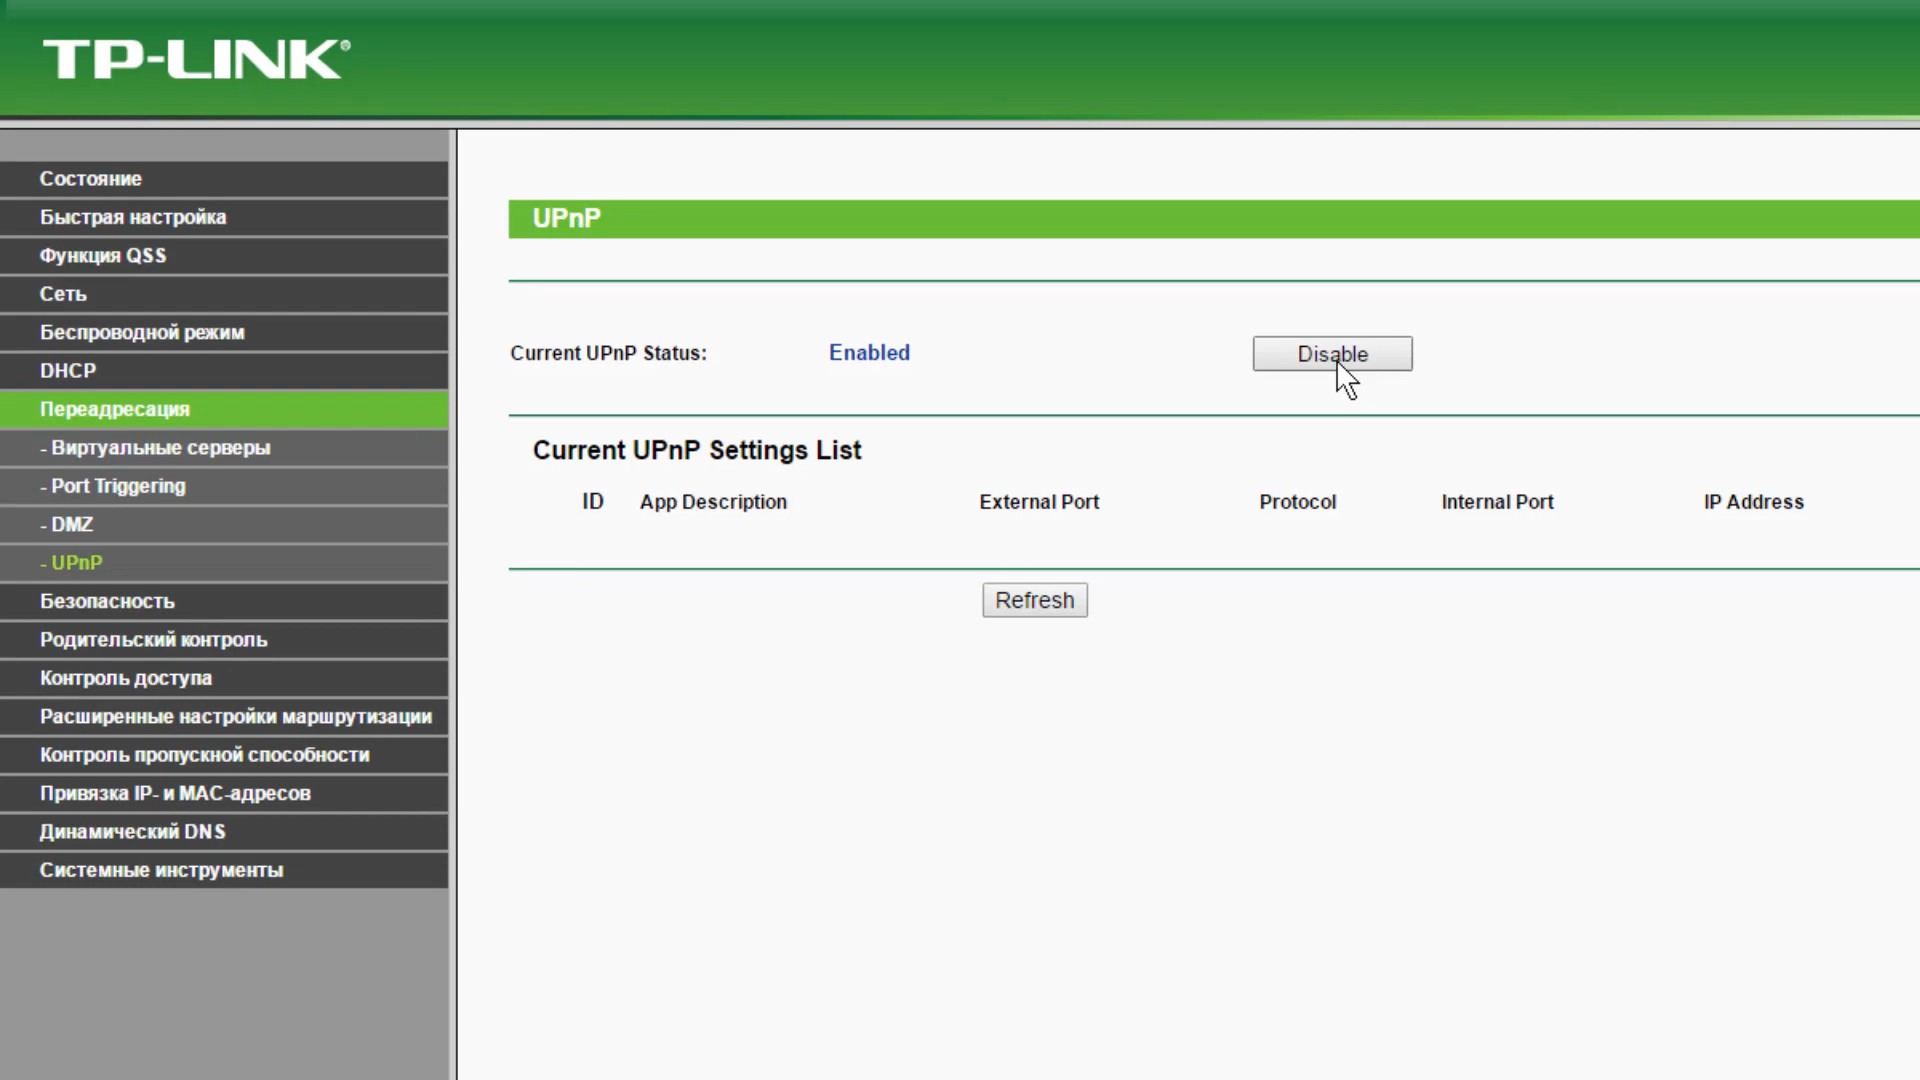 TP-LINK®
Состояние
Быстрая настройка
Функция QSS
Сеть
Беспроводной режим
DHCP
Переадресация
- Виртуальные серверы
- Port Triggering
- DMZ
- UPnP
Безопасность
Родительский контроль
Контроль доступа
Расширенные настройки маршрутизации
Контроль пропускной способности
Привязка IP- и MAC-адресов
Динамический DNS
Системные инструменты
UPnP
Current UPnP Status: Enabled Disable
Current UPnP Settings List
ID App Description External Port Protocol Internal Port IP Address
Refresh